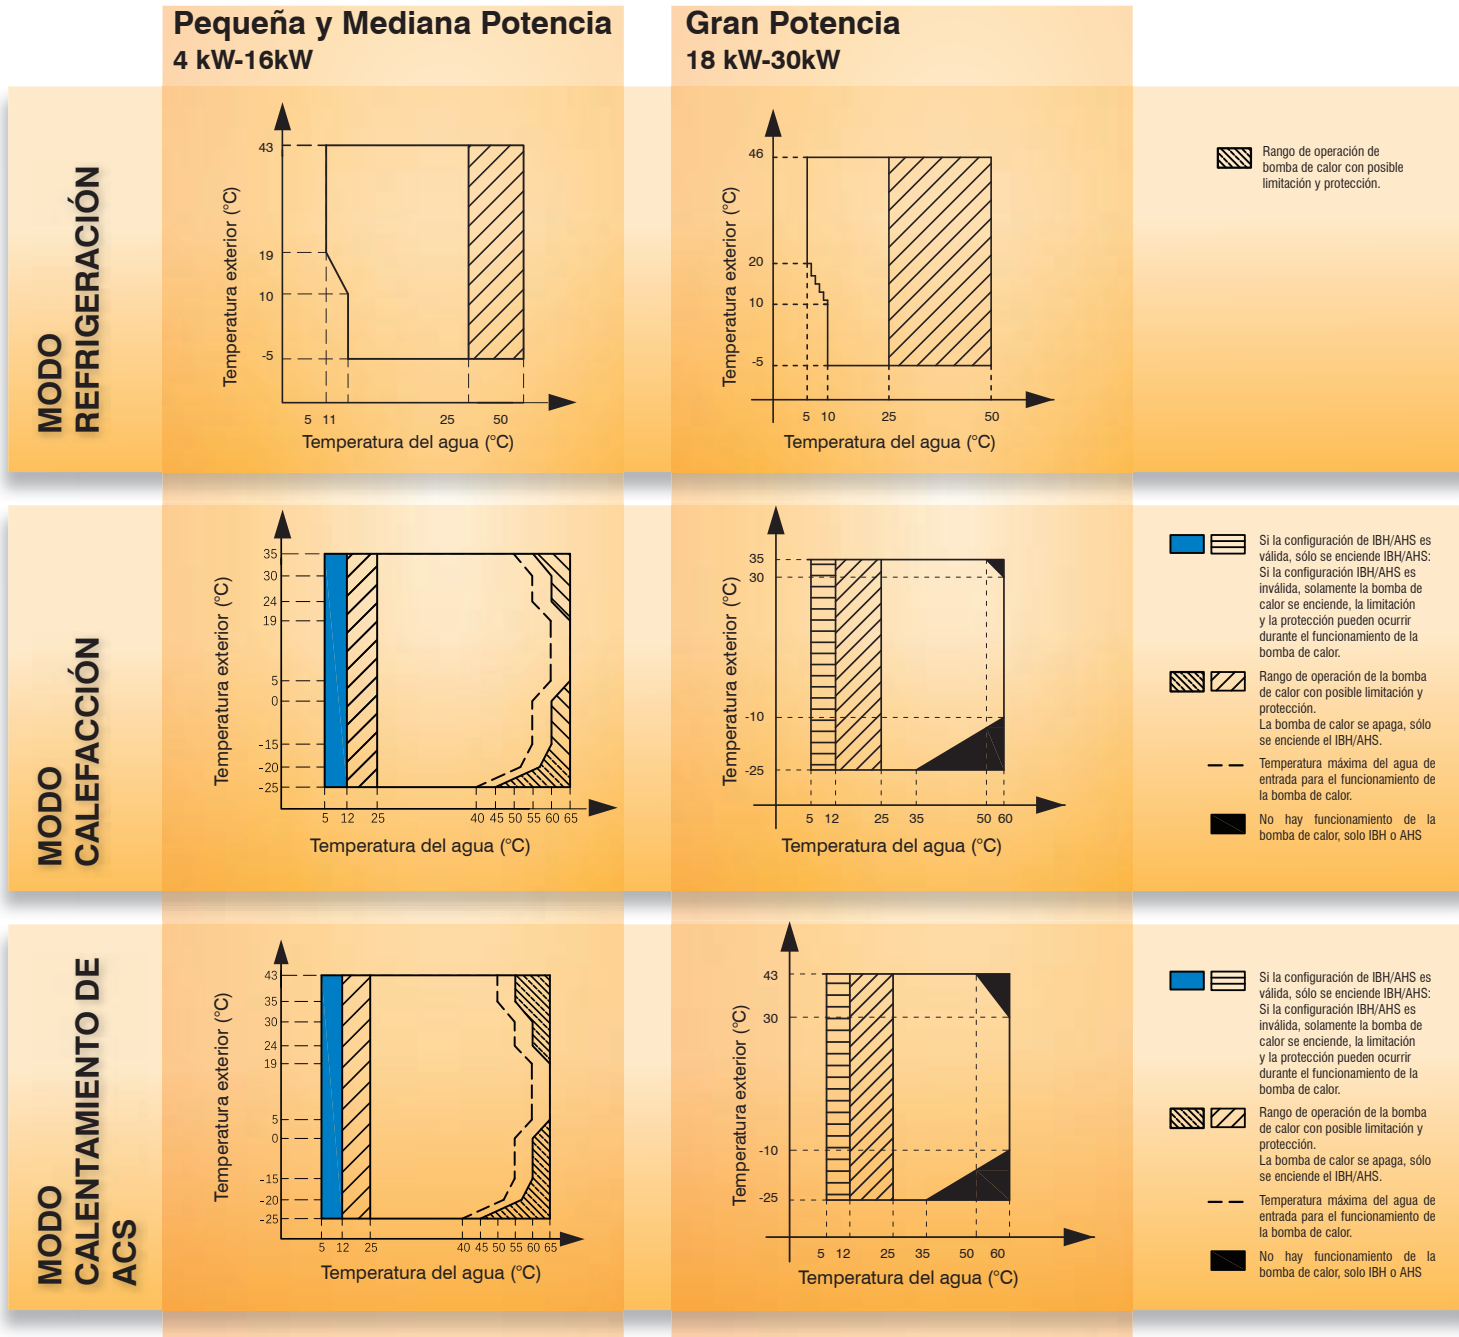 Pequeña y Mediana Potencia
4 kW-16kW
Gran Potencia
18 kW-30kW
MODO
REFRIGERACIÓN
Temperatura exterior (°C)
43
19
10
-5
5 11 25 50
Temperatura del agua (°C)
Temperatura exterior (°C)
46
20
10
-5
5 10 25 50
Temperatura del agua (°C)
Rango de operación de
bomba de calor con posible
limitación y protección.
MODO
CALEFACCIÓN
Temperatura exterior (°C)
35
30
24
19
5
0
-15
-20
-25
5 12 25 40 45 50 55 60 65
Temperatura del agua (°C)
Temperatura exterior (°C)
35
30
-10
-25
5 12 25 35 50 60
Temperatura del agua (°C)
Si la configuración de IBH/AHS es
válida, sólo se enciende IBH/AHS:
Si la configuración IBH/AHS es
inválida, solamente la bomba de
calor se enciende, la limitación
y la protección pueden ocurrir
durante el funcionamiento de la
bomba de calor.
Rango de operación de la bomba
de calor con posible limitación y
protección.
La bomba de calor se apaga, sólo
se enciende el IBH/AHS.
Temperatura máxima del agua de
entrada para el funcionamiento de
la bomba de calor.
No hay funcionamiento de la
bomba de calor, solo IBH o AHS
MODO
CALENTAMIENTO DE
ACS
Temperatura exterior (°C)
43
35
30
24
19
5
0
-15
-20
-25
5 12 25 40 45 50 55 60 65
Temperatura del agua (°C)
Temperatura exterior (°C)
43
30
-10
-25
5 12 25 35 50 60
Temperatura del agua (°C)
Si la configuración de IBH/AHS es
válida, sólo se enciende IBH/AHS:
Si la configuración IBH/AHS es
inválida, solamente la bomba de
calor se enciende, la limitación
y la protección pueden ocurrir
durante el funcionamiento de la
bomba de calor.
Rango de operación de la bomba
de calor con posible limitación y
protección.
La bomba de calor se apaga, sólo
se enciende el IBH/AHS.
Temperatura máxima del agua de
entrada para el funcionamiento de
la bomba de calor.
No hay funcionamiento de la
bomba de calor, solo IBH o AHS